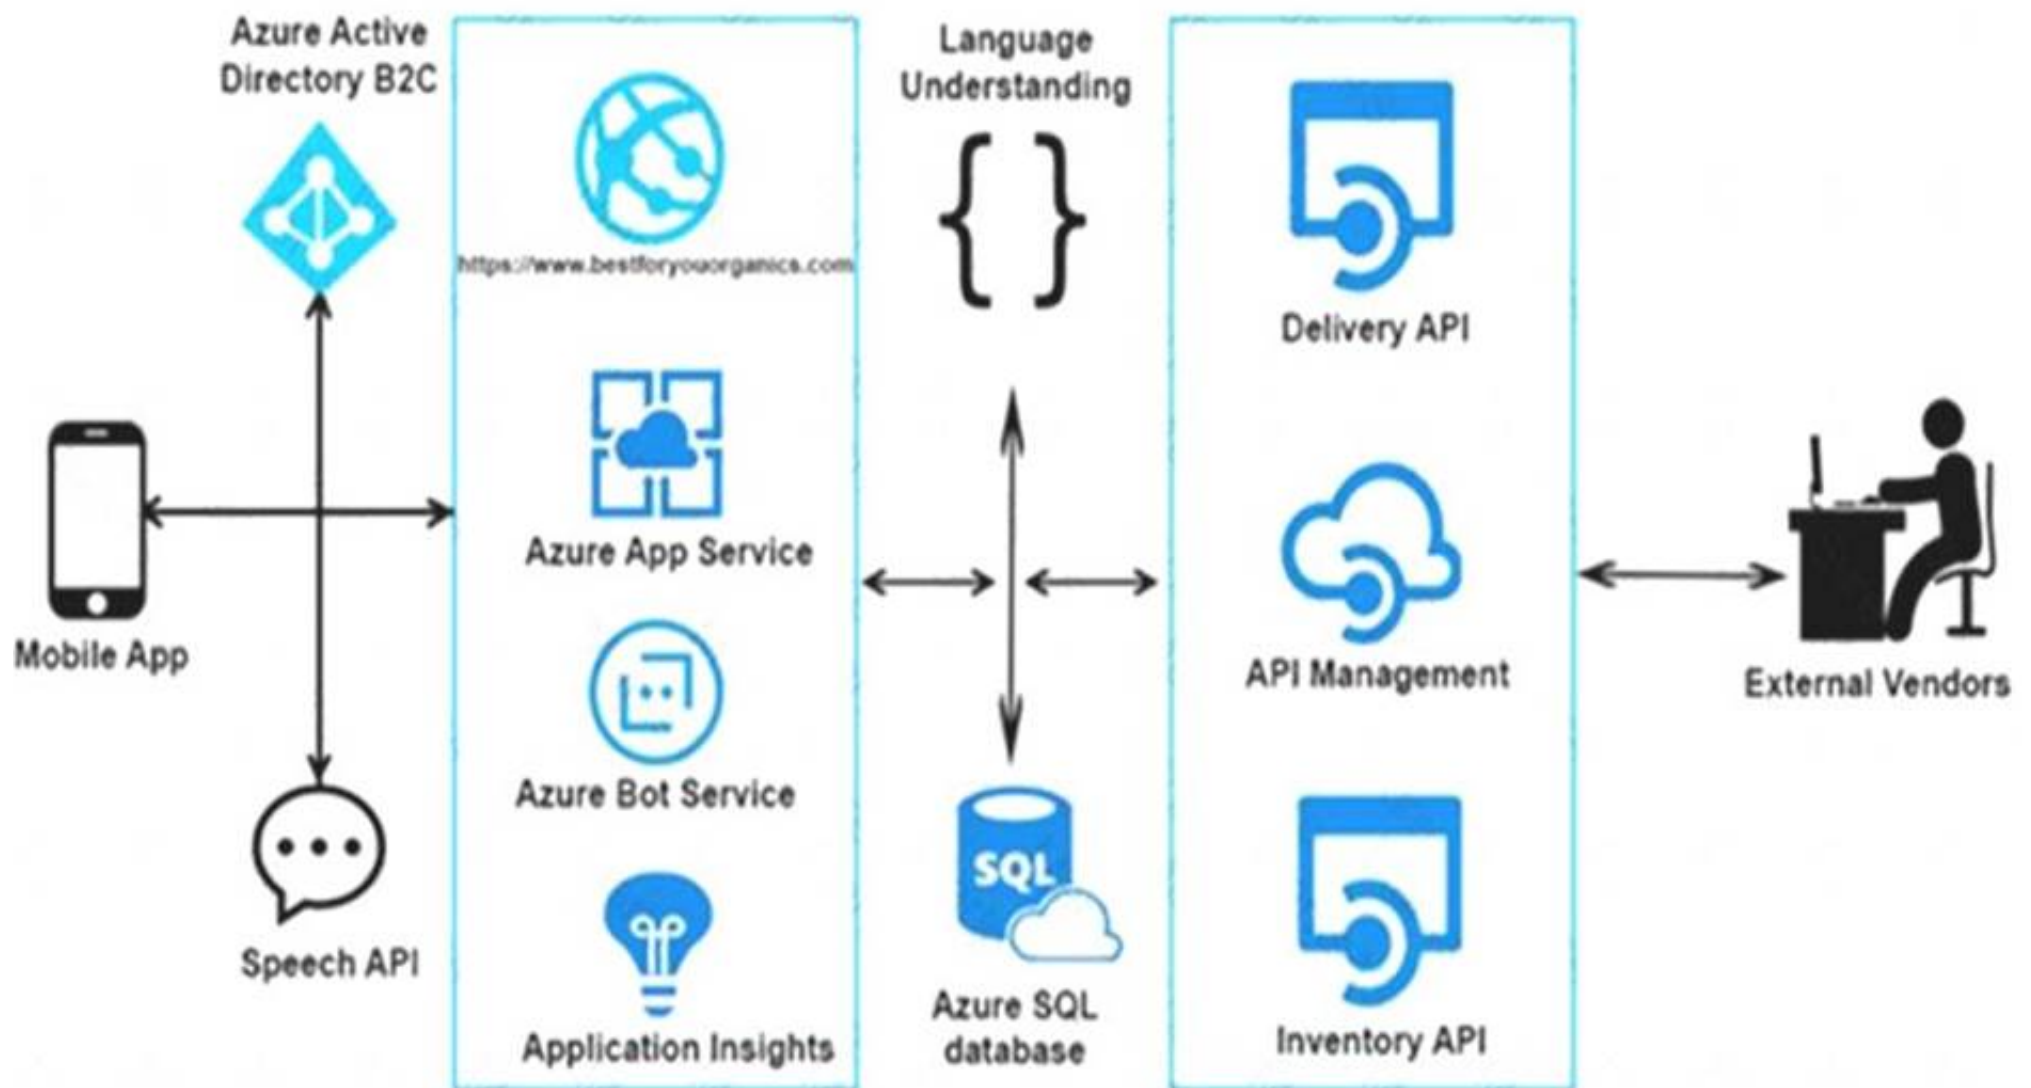 Azure Active
Directory B2C
Mobile App
Speech API
https://www.bestforyouorganics.com
Azure App Service
Azure Bot Service
Application Insights
Language
Understanding
{ }
SQL
Azure SQL
database
Delivery API
API Management
Inventory API
External Vendors